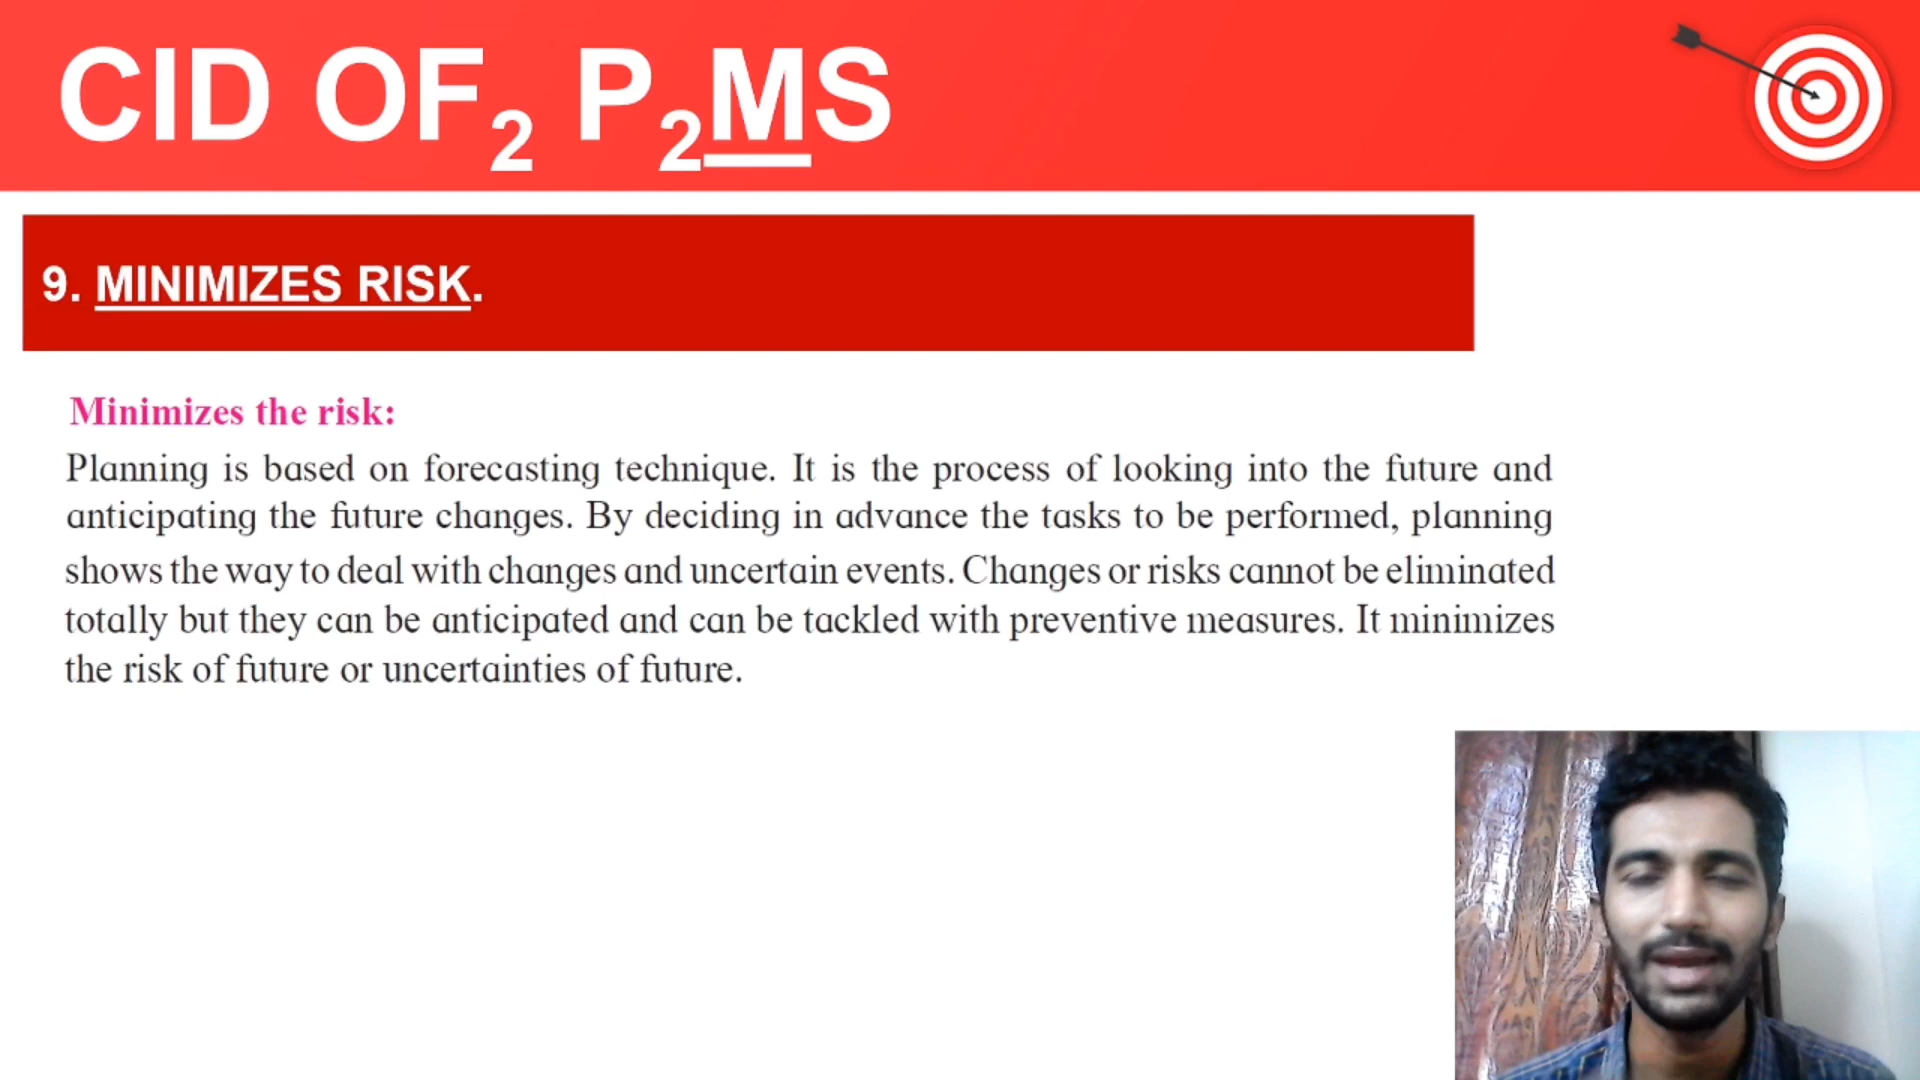 CID OF₂ P₂MS
9. MINIMIZES RISK.
Minimizes the risk:
Planning is based on forecasting technique. It is the process of looking into the future and
anticipating the future changes. By deciding in advance the tasks to be performed, planning
shows the way to deal with changes and uncertain events. Changes or risks cannot be eliminated
totally but they can be anticipated and can be tackled with preventive measures. It minimizes
the risk of future or uncertainties of future.